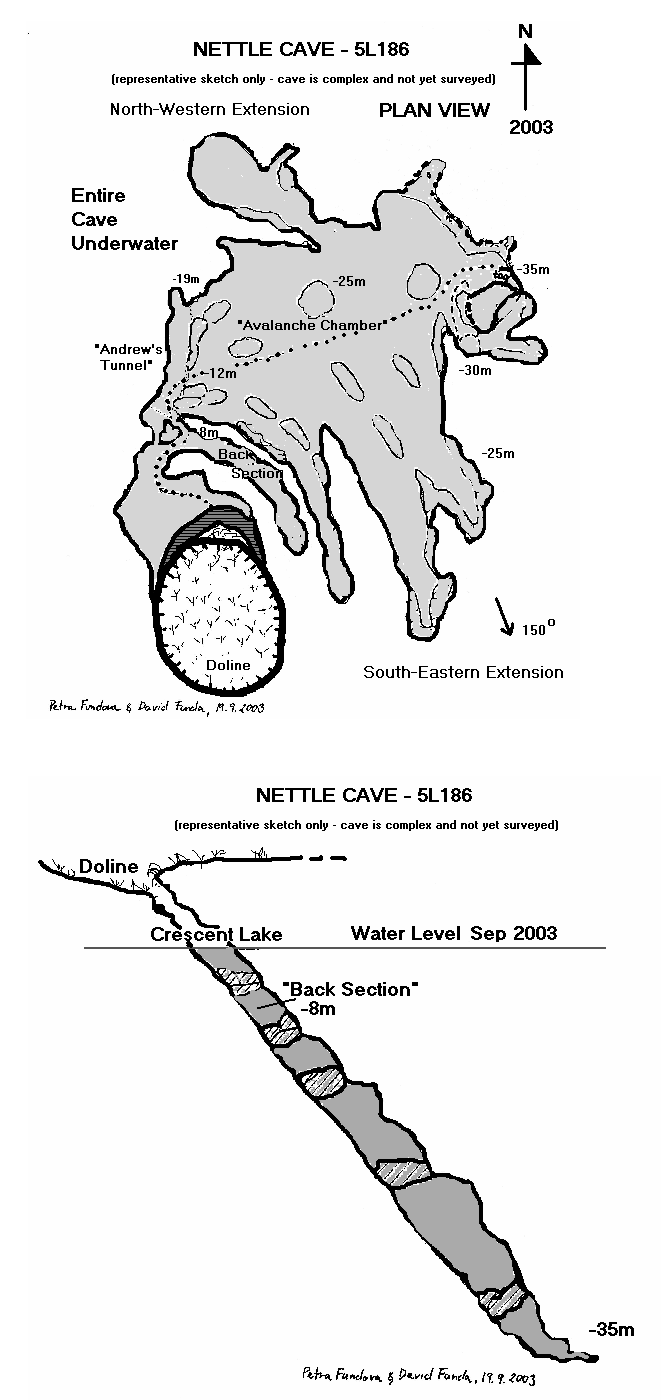 NETTLE CAVE - 5L186
(representative sketch only - cave is complex and not yet surveyed)
N
2003
North-Western Extension
PLAN VIEW
Entire
Cave
Underwater
-19m
-25m
-35m
"Avalanche Chamber"
"Andrew's
Tunnel"
-12m
-30m
8m
Back
Section
-25m
150°
Doline
South-Eastern Extension
Petra Fundova & David Funda, 19.9.2003
NETTLE CAVE - 5L186
(representative sketch only - cave is complex and not yet surveyed)
Doline
Crescent Lake
Water Level Sep 2003
"Back Section"
-8m
-35m
Petra Fundova & David Funda, 19.9.2003